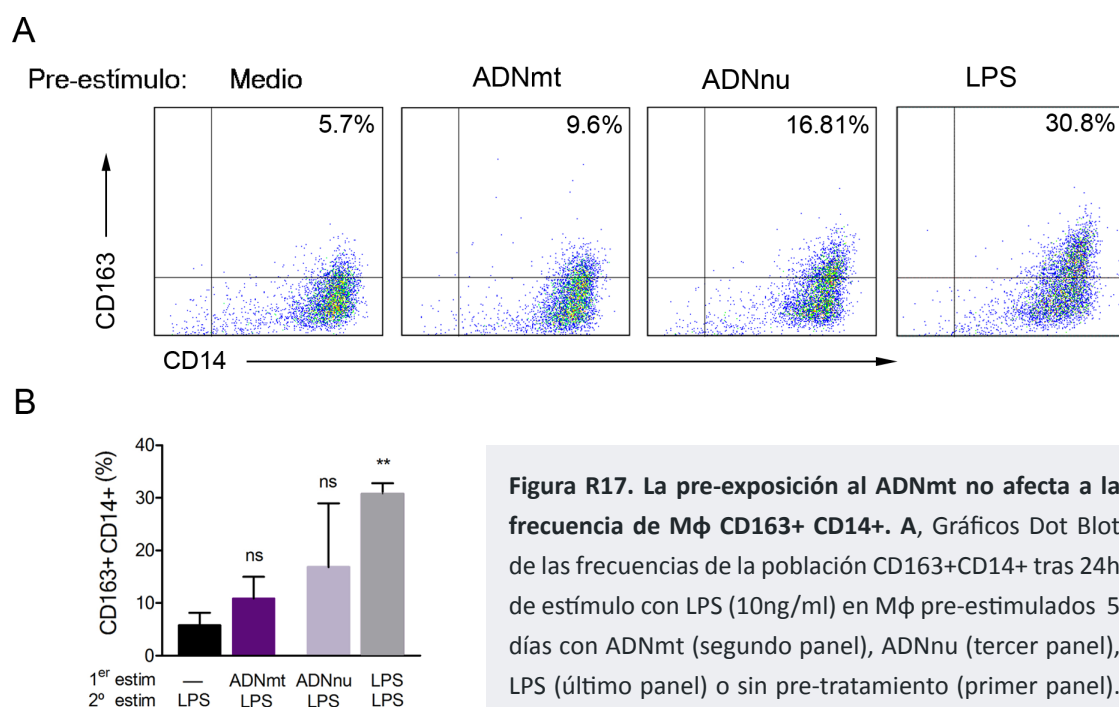 A
Pre-estímulo: Medio ADNmt ADNnu LPS
5.7% 9.6% 16.81% 30.8%
CD163
CD14
B
CD163+ CD14+ (%)
40
30
20
10
0
ns ns **
1er estim — ADNmt ADNnu LPS
2º estim LPS LPS LPS LPS
Figura R17. La pre-exposición al ADNmt no afecta a la
frecuencia de Mφ CD163+ CD14+. A, Gráficos Dot Blot
de las frecuencias de la población CD163+CD14+ tras 24h
de estímulo con LPS (10ng/ml) en Mφ pre-estimulados 5
días con ADNmt (segundo panel), ADNnu (tercer panel),
LPS (último panel) o sin pre-tratamiento (primer panel).